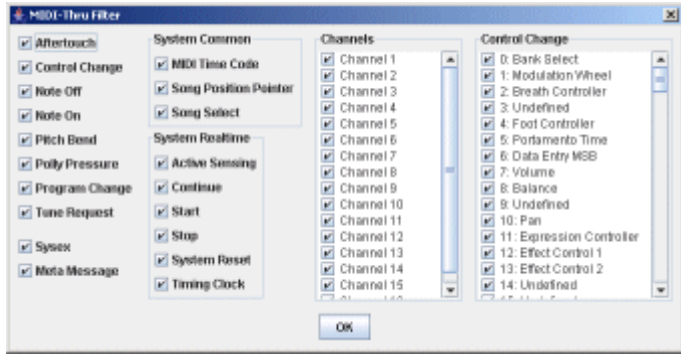 MIDI-Thru Filter
Aftertouch
Control Change
Note Off
Note On
Pitch Bend
Polly Pressure
Program Change
Tune Request
Sysex
Meta Message
System Common
MIDI Time Code
Song Position Pointer
Song Select
System Realtime
Active Sensing
Continue
Start
Stop
System Reset
Timing Clock
Channels
Channel 1
Channel 2
Channel 3
Channel 4
Channel 5
Channel 6
Channel 7
Channel 8
Channel 9
Channel 10
Channel 11
Channel 12
Channel 13
Channel 14
Channel 15
Control Change
0: Bank Select
1: Modulation Wheel
2: Breath Controller
3: Undefined
4: Foot Controller
5: Portamento Time
6: Data Entry MSB
7: Volume
8: Balance
9: Undefined
10: Pan
11: Expression Controller
12: Effect Control 1
13: Effect Control 2
14: Undefined
OK